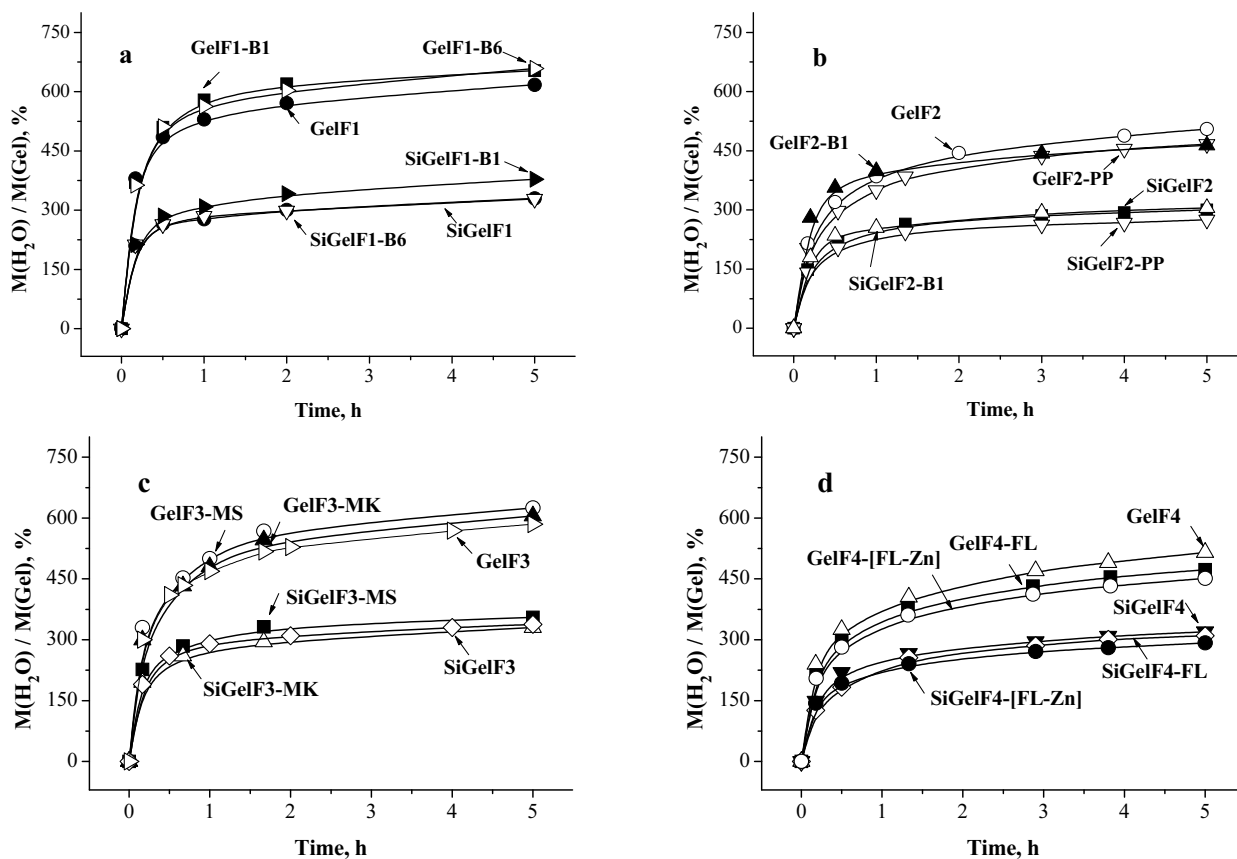 a
M(H₂O) / M(Gel), %
750
600
450
300
150
0
GelF1-B1
GelF1-B6
GelF1
SiGelF1-B1
SiGelF1-B6
SiGelF1
0 1 2 3 4 5
Time, h
b
M(H₂O) / M(Gel), %
750
600
450
300
150
0
GelF2
GelF2-B1
GelF2-PP
SiGelF2
SiGelF2-PP
SiGelF2-B1
0 1 2 3 4 5
Time, h
c
M(H₂O) / M(Gel), %
750
600
450
300
150
0
GelF3-MK
GelF3-MS
GelF3
SiGelF3-MS
SiGelF3
SiGelF3-MK
0 1 2 3 4 5
Time, h
d
M(H₂O) / M(Gel), %
750
600
450
300
150
0
GelF4
GelF4-FL
GelF4-[FL-Zn]
SiGelF4
SiGelF4-FL
SiGelF4-[FL-Zn]
0 1 2 3 4 5
Time, h